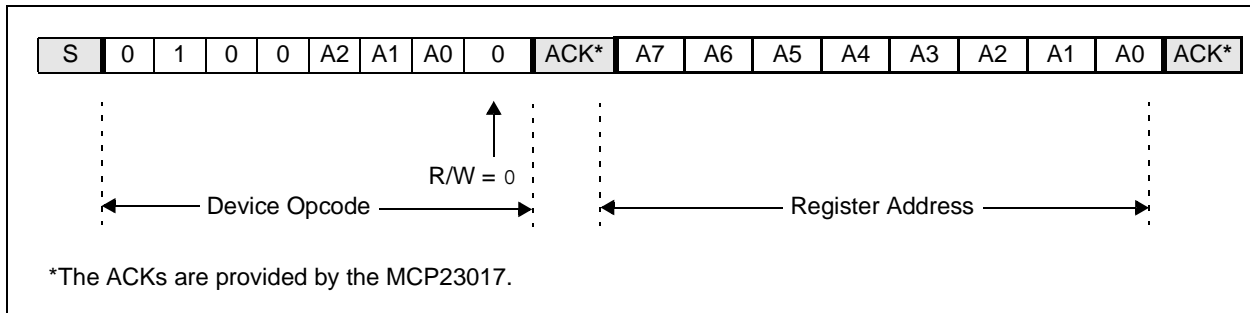 S 0 1 0 0 A2 A1 A0 0 ACK* A7 A6 A5 A4 A3 A2 A1 A0 ACK*
R/W = 0
Device Opcode Register Address
*The ACKs are provided by the MCP23017.